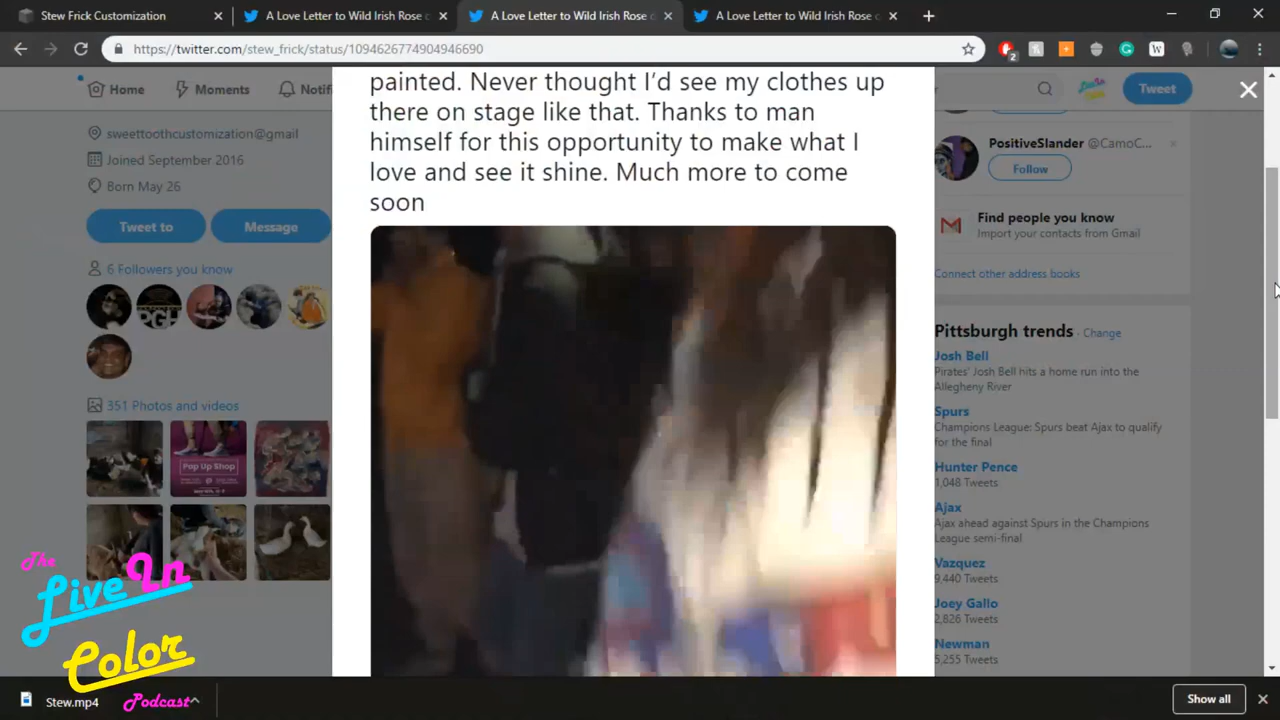 Stew Frick Customization
A Love Letter to Wild Irish Rose
A Love Letter to Wild Irish Rose
A Love Letter to Wild Irish Rose
https://twitter.com/stew_frick/status/1094626774904946690
2
W
Home
Moments
Notifi
Tweet
sweettoothcustomization@gmail
Joined September 2016
Born May 26
Tweet to
Message
6 Followers you know
PGH
351 Photos and videos
Pop Up Shop
painted. Never thought I'd see my clothes up
there on stage like that. Thanks to man
himself for this opportunity to make what I
love and see it shine. Much more to come
soon
PositiveSlander @CamoC...
Follow
Find people you know
Import your contacts from Gmail
Connect other address books
Pittsburgh trends · Change
Josh Bell
Pirates' Josh Bell hits a home run into the
Allegheny River
Spurs
Champions League: Spurs beat Ajax to qualify
for the final
Hunter Pence
1,048 Tweets
Ajax
Ajax ahead against Spurs in the Champions
League semi-final
Vazquez
9,440 Tweets
Joey Gallo
2,826 Tweets
Newman
5,255 Tweets
The
Live In
Color
Podcast
Stew.mp4
Show all